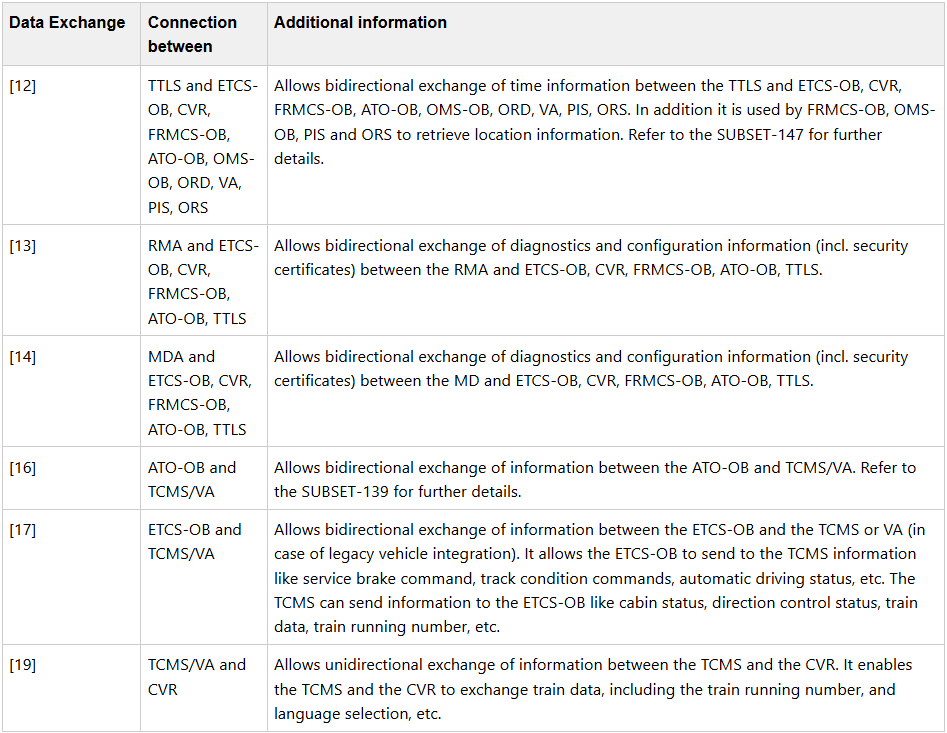 Data Exchange
Connection
between
Additional information
[12]
TTLS and ETCS-
OB, CVR,
FRMCS-OB,
ATO-OB, OMS-
OB, ORD, VA,
PIS, ORS
Allows bidirectional exchange of time information between the TTLS and ETCS-OB, CVR,
FRMCS-OB, ATO-OB, OMS-OB, ORD, VA, PIS, ORS. In addition it is used by FRMCS-OB, OMS-
OB, PIS and ORS to retrieve location information. Refer to the SUBSET-147 for further
details.
[13]
RMA and ETCS-
OB, CVR,
FRMCS-OB,
ATO-OB, TTLS
Allows bidirectional exchange of diagnostics and configuration information (incl. security
certificates) between the RMA and ETCS-OB, CVR, FRMCS-OB, ATO-OB, TTLS.
[14]
MDA and
ETCS-OB, CVR,
FRMCS-OB,
ATO-OB, TTLS
Allows bidirectional exchange of diagnostics and configuration information (incl. security
certificates) between the MD and ETCS-OB, CVR, FRMCS-OB, ATO-OB, TTLS.
[16]
ATO-OB and
TCMS/VA
Allows bidirectional exchange of information between the ATO-OB and TCMS/VA. Refer to
the SUBSET-139 for further details.
[17]
ETCS-OB and
TCMS/VA
Allows bidirectional exchange of information between the ETCS-OB and the TCMS or VA (in
case of legacy vehicle integration). It allows the ETCS-OB to send to the TCMS information
like service brake command, track condition commands, automatic driving status, etc. The
TCMS can send information to the ETCS-OB like cabin status, direction control status, train
data, train running number, etc.
[19]
TCMS/VA and
CVR
Allows unidirectional exchange of information between the TCMS and the CVR. It enables
the TCMS and the CVR to exchange train data, including the train running number, and
language selection, etc.